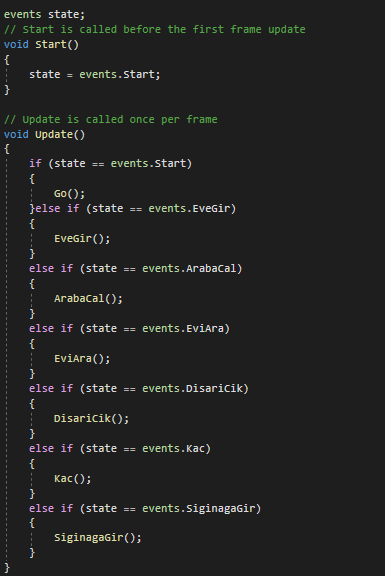 events state;
// Start is called before the first frame update
void Start()
{
state = events.Start;
}
// Update is called once per frame
void Update()
{
if (state == events.Start)
{
Go();
}else if (state == events.EveGir)
{
EveGir();
}
else if (state == events.ArabaCal)
{
ArabaCal();
}
else if (state == events.EviAra)
{
EviAra();
}
else if (state == events.DisariCik)
{
DisariCik();
}
else if (state == events.Kac)
{
Kac();
}
else if (state == events.SiginagaGir)
{
SiginagaGir();
}
}